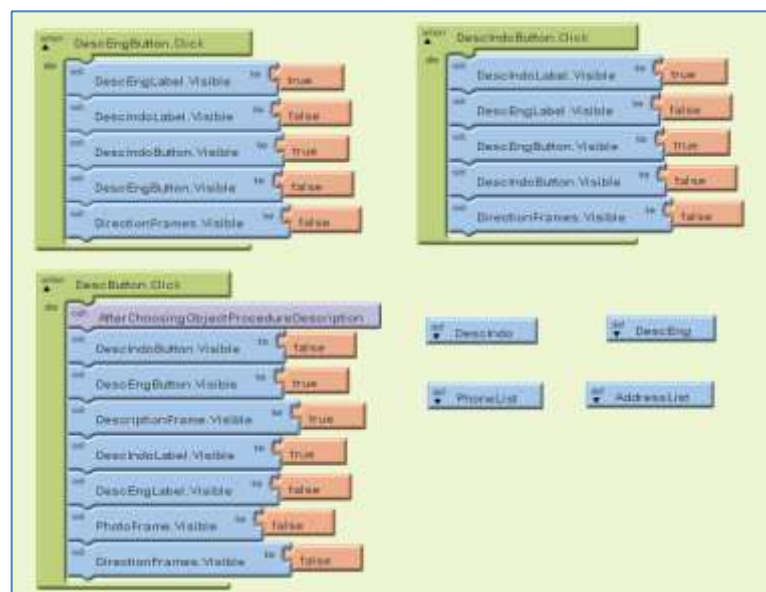 when DescEngButton.Click
do
set DescEngLabel.Visible to true
set DescIndoLabel.Visible to false
set DescIndoButton.Visible to true
set DescEngButton.Visible to false
set DirectionFrames.Visible to false
when DescIndoButton.Click
do
set DescIndoLabel.Visible to true
set DescEngLabel.Visible to false
set DescEngButton.Visible to true
set DescIndoButton.Visible to false
set DirectionFrames.Visible to false
when DescButton.Click
do
call AfterChoosingObjectProcedureDescription
set DescIndoButton.Visible to false
set DescEngButton.Visible to true
set DescriptionFrame.Visible to true
set DescIndoLabel.Visible to true
set DescEngLabel.Visible to false
set PhotoFrame.Visible to false
set DirectionFrames.Visible to false
def DescIndo
def DescEng
def PhoneList
def AddressList